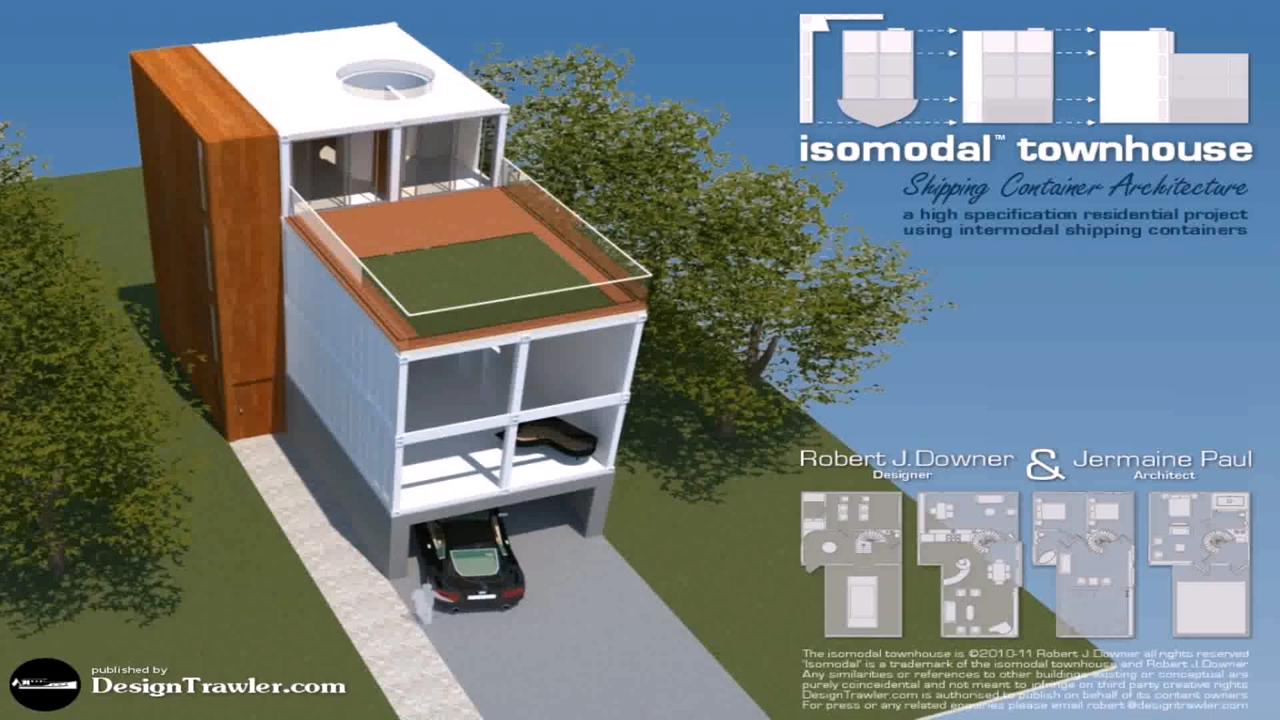 isomodal™ townhouse
Shipping Container Architecture
a high specification residential project
using intermodal shipping containers
Robert J. Downer & Jermaine Paul
Designer Architect
The isomodal townhouse is ©2010-11 Robert J. Downer all rights reserved
'Isomodal' is a trademark of the isomodal townhouse and Robert J.Downer
Any similarities or references to other buildings existing or conceptual are
purely coinceidental and not meant to infringe on third party creative rights
DesignTrawler.com is authorised to publish on behalf of its content owners
For press or any related enquiries please email robert@designtrawler.com
published by
DesignTrawler.com